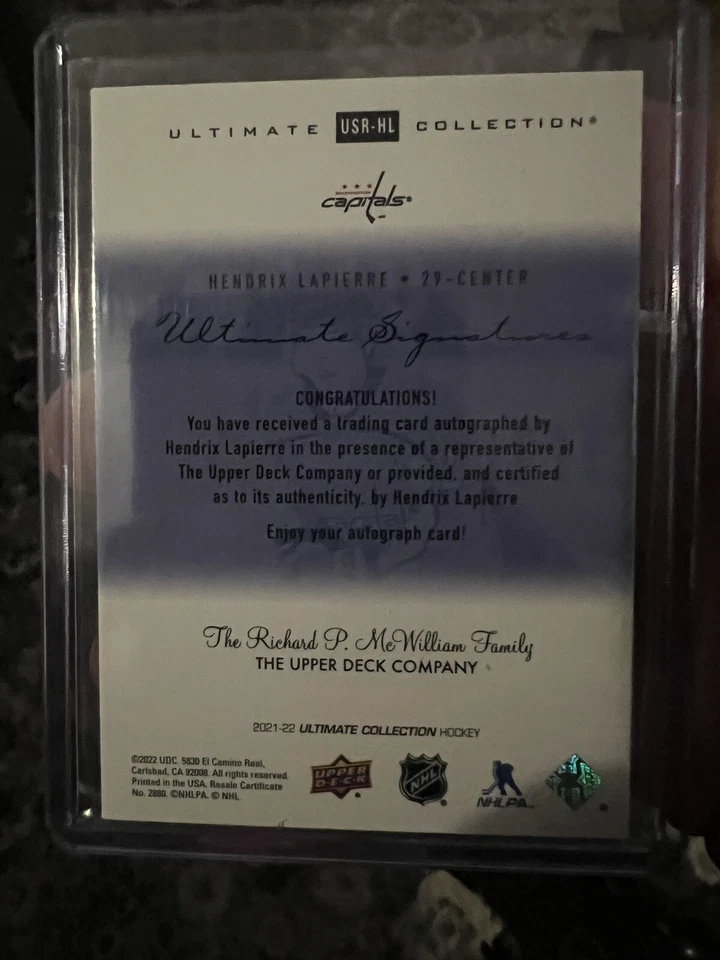 ULTIMATE USR-HL COLLECTION®
capitals®
HENDRIX LAPIERRE • 29-CENTER
Ultimate Signatures
CONGRATULATIONS!
You have received a trading card autographed by
Hendrix Lapierre in the presence of a representative of
The Upper Deck Company or provided, and certified
as to its authenticity, by Hendrix Lapierre.
Enjoy your autograph card!
The Richard P. McWilliam Family
THE UPPER DECK COMPANY
2021-22 ULTIMATE COLLECTION HOCKEY
©2022 UDC. 5830 El Camino Real,
Carlsbad, CA 92008. All rights reserved.
Printed in the USA. Resale Certificate
No. 2880. ©NHLPA. © NHL.
UPPER
DECK
NHL
NHLPA